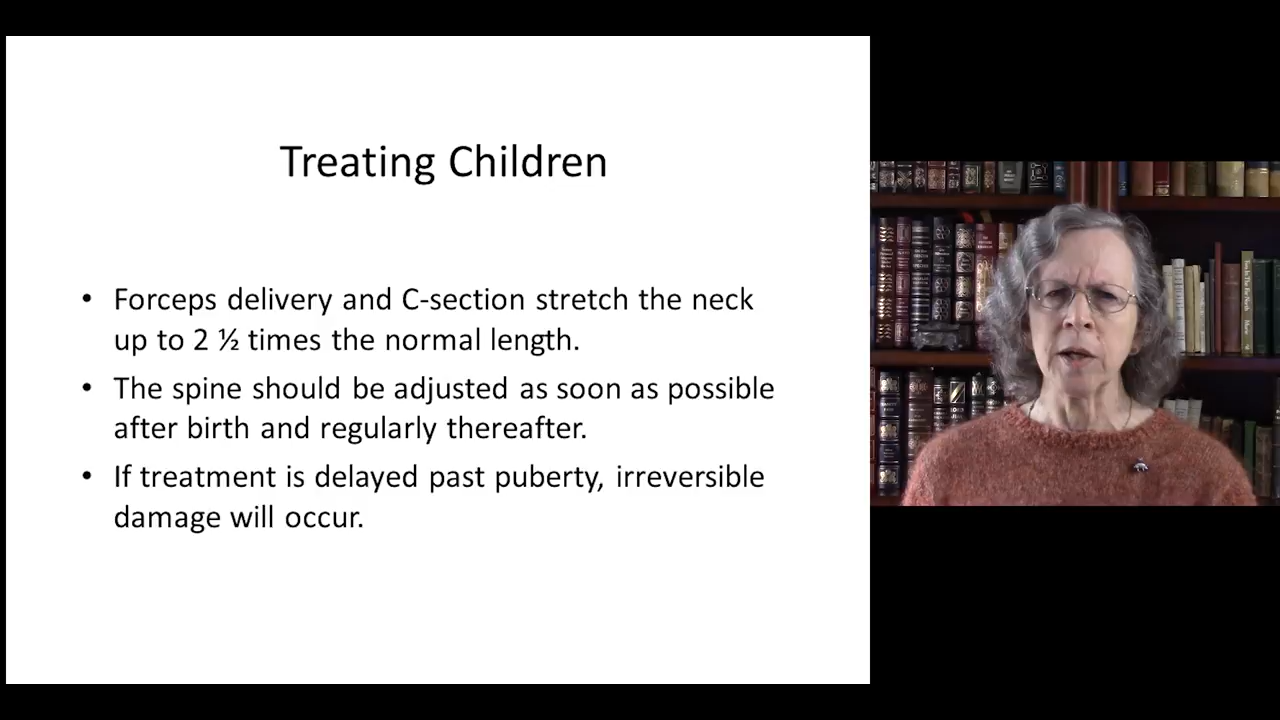 Treating Children
• Forceps delivery and C-section stretch the neck
up to 2 ½ times the normal length.
• The spine should be adjusted as soon as possible
after birth and regularly thereafter.
• If treatment is delayed past puberty, irreversible
damage will occur.